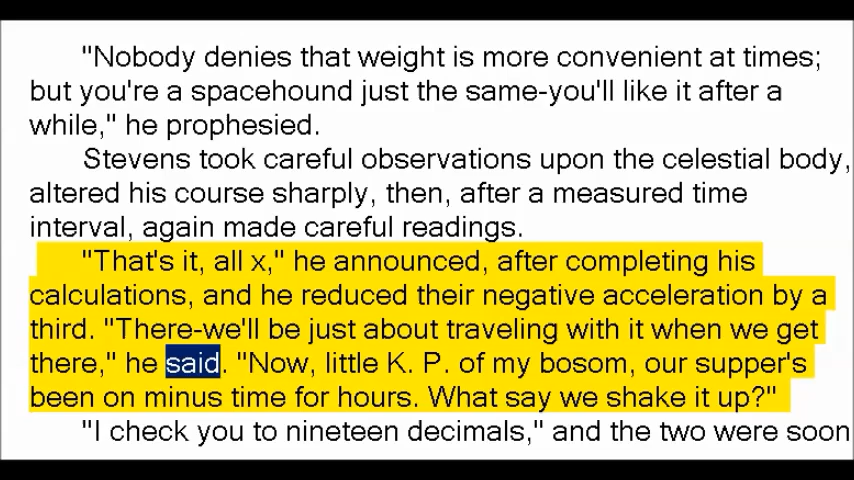 "Nobody denies that weight is more convenient at times;
but you're a spacehound just the same-you'll like it after a
while," he prophesied.
Stevens took careful observations upon the celestial body,
altered his course sharply, then, after a measured time
interval, again made careful readings.
"That's it, all x," he announced, after completing his
calculations, and he reduced their negative acceleration by a
third. "There-we'll be just about traveling with it when we get
there," he said. "Now, little K. P. of my bosom, our supper's
been on minus time for hours. What say we shake it up?"
"I check you to nineteen decimals," and the two were soon